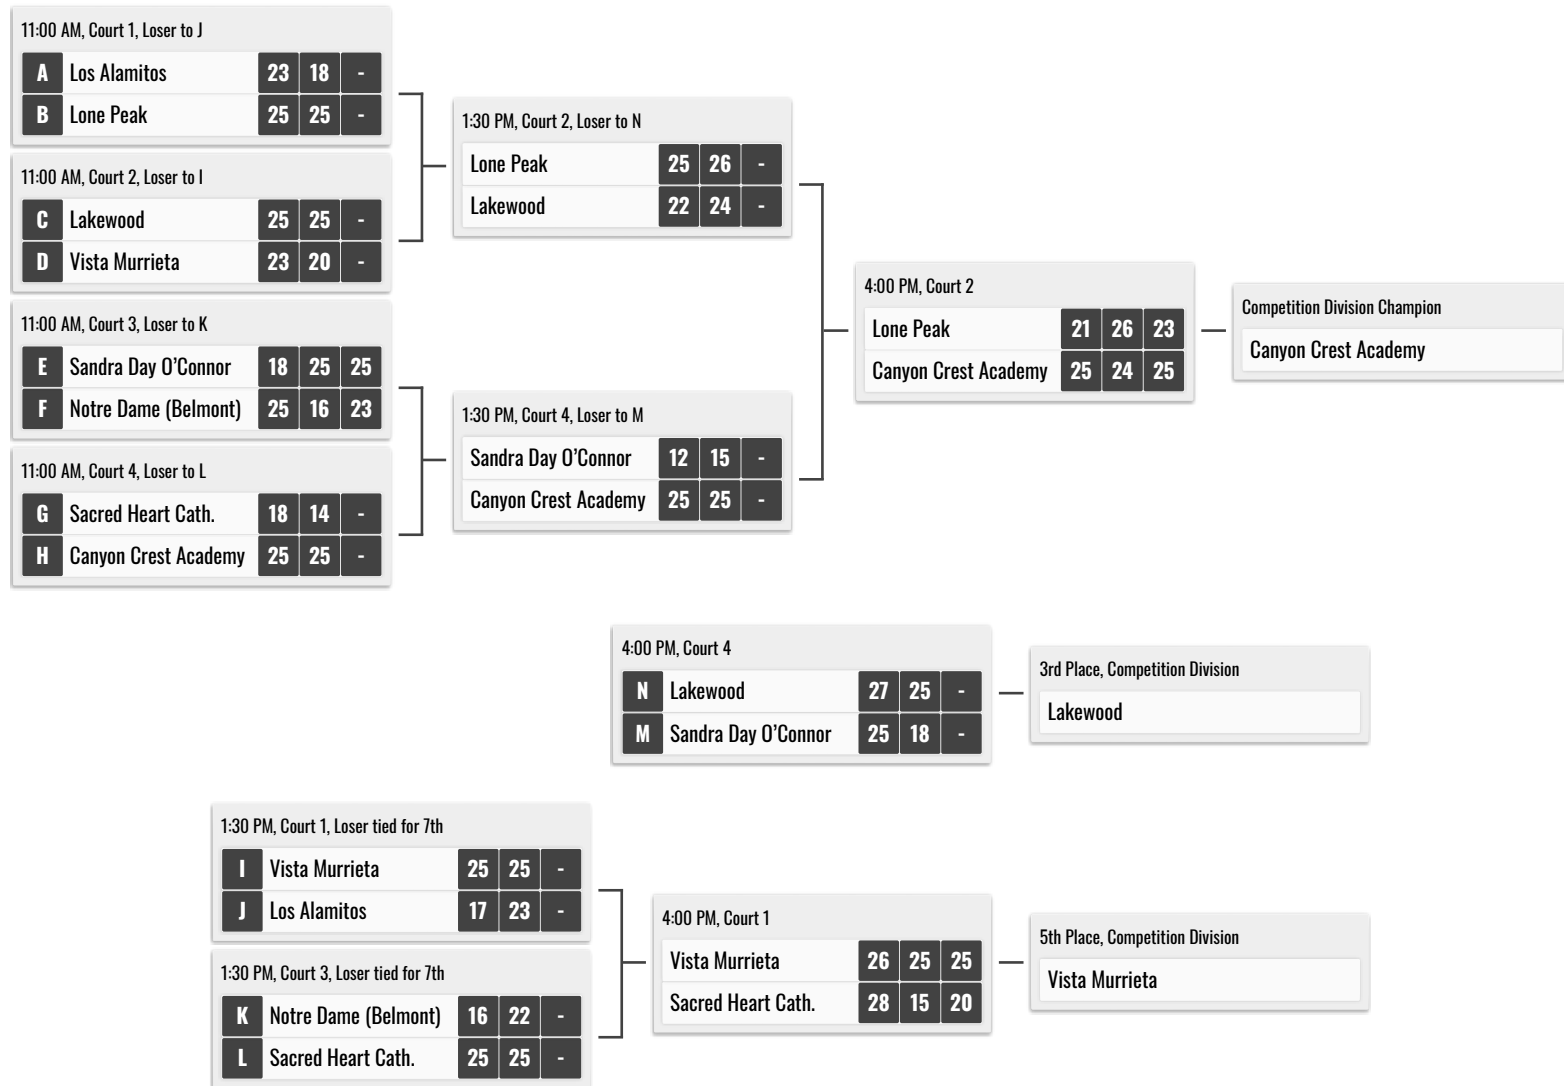 11:00 AM, Court 1, Loser to J
A Los Alamitos 23 18 -
B Lone Peak 25 25 -
11:00 AM, Court 2, Loser to I
C Lakewood 25 25 -
D Vista Murrieta 23 20 -
11:00 AM, Court 3, Loser to K
E Sandra Day O’Connor 18 25 25
F Notre Dame (Belmont) 25 16 23
11:00 AM, Court 4, Loser to L
G Sacred Heart Cath. 18 14 -
H Canyon Crest Academy 25 25 -
1:30 PM, Court 2, Loser to N
Lone Peak 25 26 -
Lakewood 22 24 -
1:30 PM, Court 4, Loser to M
Sandra Day O’Connor 12 15 -
Canyon Crest Academy 25 25 -
4:00 PM, Court 2
Lone Peak 21 26 23
Canyon Crest Academy 25 24 25
Competition Division Champion
Canyon Crest Academy
4:00 PM, Court 4
N Lakewood 27 25 -
M Sandra Day O’Connor 25 18 -
3rd Place, Competition Division
Lakewood
1:30 PM, Court 1, Loser tied for 7th
I Vista Murrieta 25 25 -
J Los Alamitos 17 23 -
1:30 PM, Court 3, Loser tied for 7th
K Notre Dame (Belmont) 16 22 -
L Sacred Heart Cath. 25 25 -
4:00 PM, Court 1
Vista Murrieta 26 25 25
Sacred Heart Cath. 28 15 20
5th Place, Competition Division
Vista Murrieta